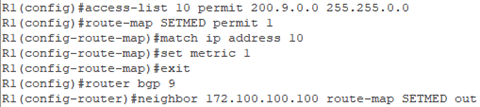 R1(config)#access-list 10 permit 200.9.0.0 255.255.0.0
R1(config)#route-map SETMED permit 1
R1(config-route-map)#match ip address 10
R1(config-route-map)#set metric 1
R1(config-route-map)#exit
R1(config)#router bgp 9
R1(config-router)#neighbor 172.100.100.100 route-map SETMED out